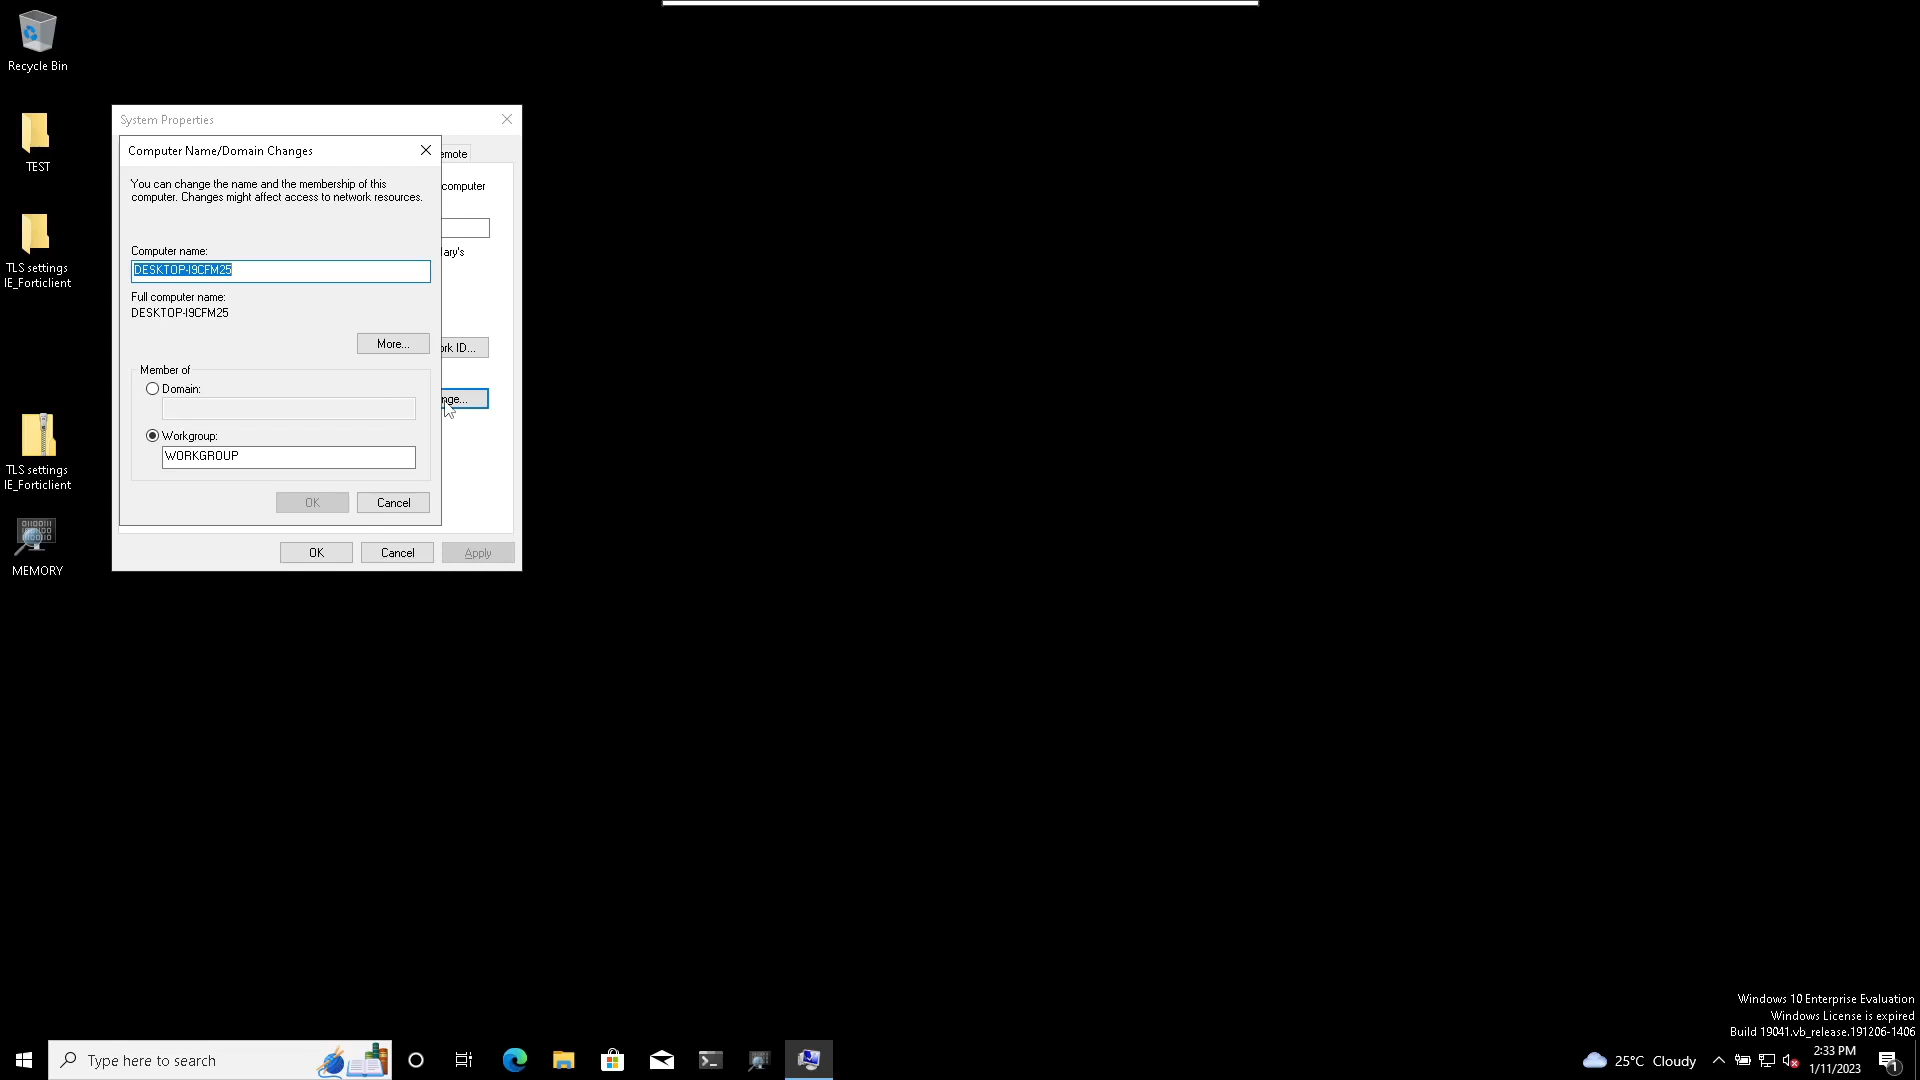 Recycle Bin
TEST
TLS settings
IE_Forticlient
TLS settings
IE_Forticlient
MEMORY
System Properties
Computer Name/Domain Changes
emote
You can change the name and the membership of this
computer. Changes might affect access to network resources.
computer
Computer name:
ary's
DESKTOP-I9CFM25
Full computer name:
DESKTOP-I9CFM25
More...
ork ID...
Member of
Domain:
nge...
Workgroup:
WORKGROUP
OK
Cancel
OK
Cancel
Apply
Windows 10 Enterprise Evaluation
Windows License is expired
Build 19041.vb_release.191206-1406
Type here to search
25°C Cloudy
2:33 PM
1/11/2023
1